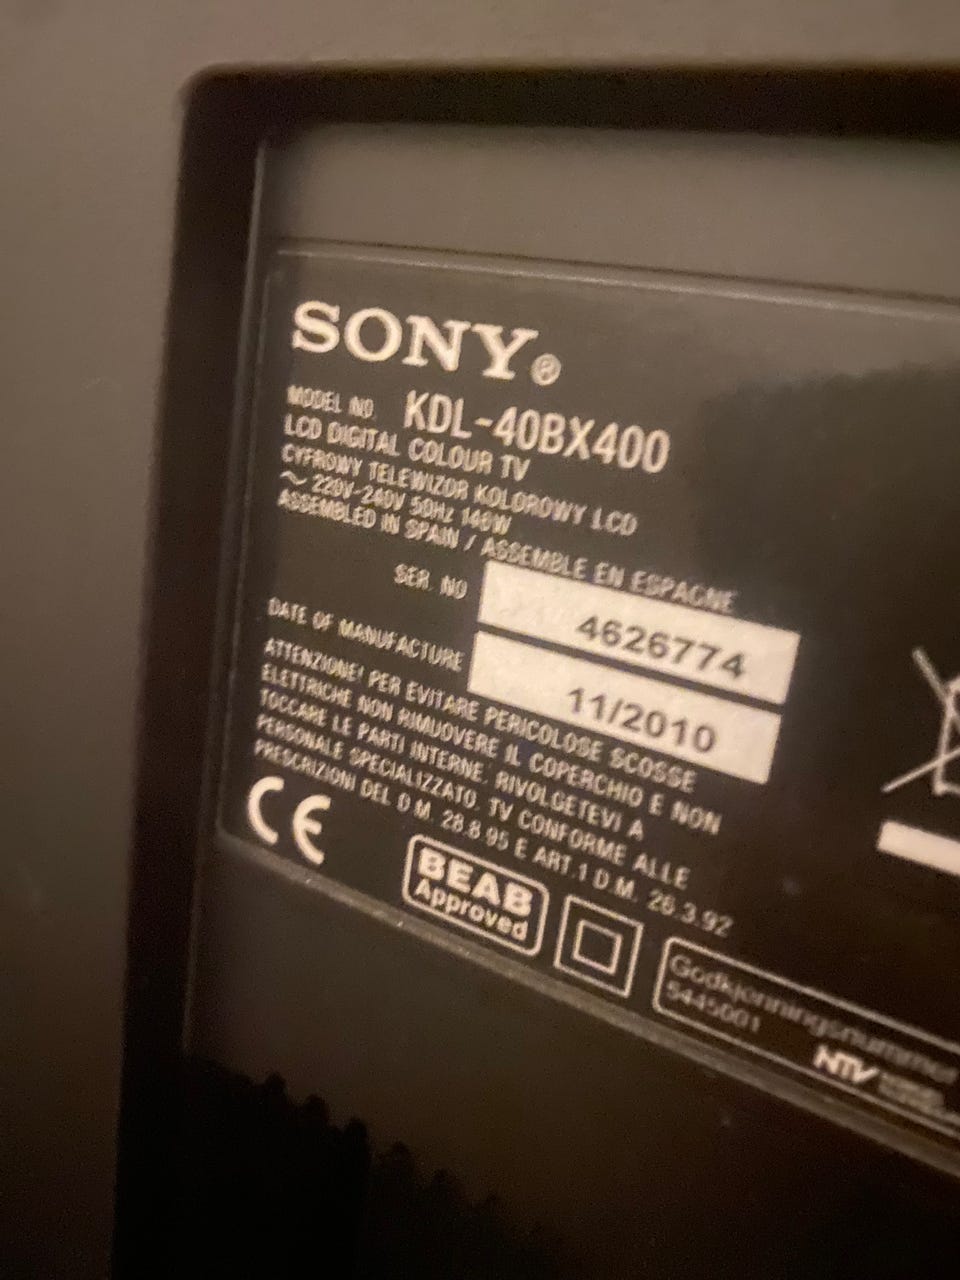 SONY®
MODEL NO. KDL-40BX400
LCD DIGITAL COLOUR TV
CYFROWY TELEWIZOR KOLOROWY LCD
~ 220V-240V 50Hz 146W
ASSEMBLED IN SPAIN / ASSEMBLE EN ESPAGNE
SER. NO 4626774
DATE OF MANUFACTURE 11/2010
ATTENZIONE! PER EVITARE PERICOLOSE SCOSSE
ELETTRICHE NON RIMUOVERE IL COPERCHIO E NON
TOCCARE LE PARTI INTERNE. RIVOLGETEVI A
PERSONALE SPECIALIZZATO. TV CONFORME ALLE
PRESCRIZIONI DEL D M. 28.8 95 E ART.1 D.M. 26.3.92
CE
BEAB
Approved
Godkjenningsnummer
5445001
NTV